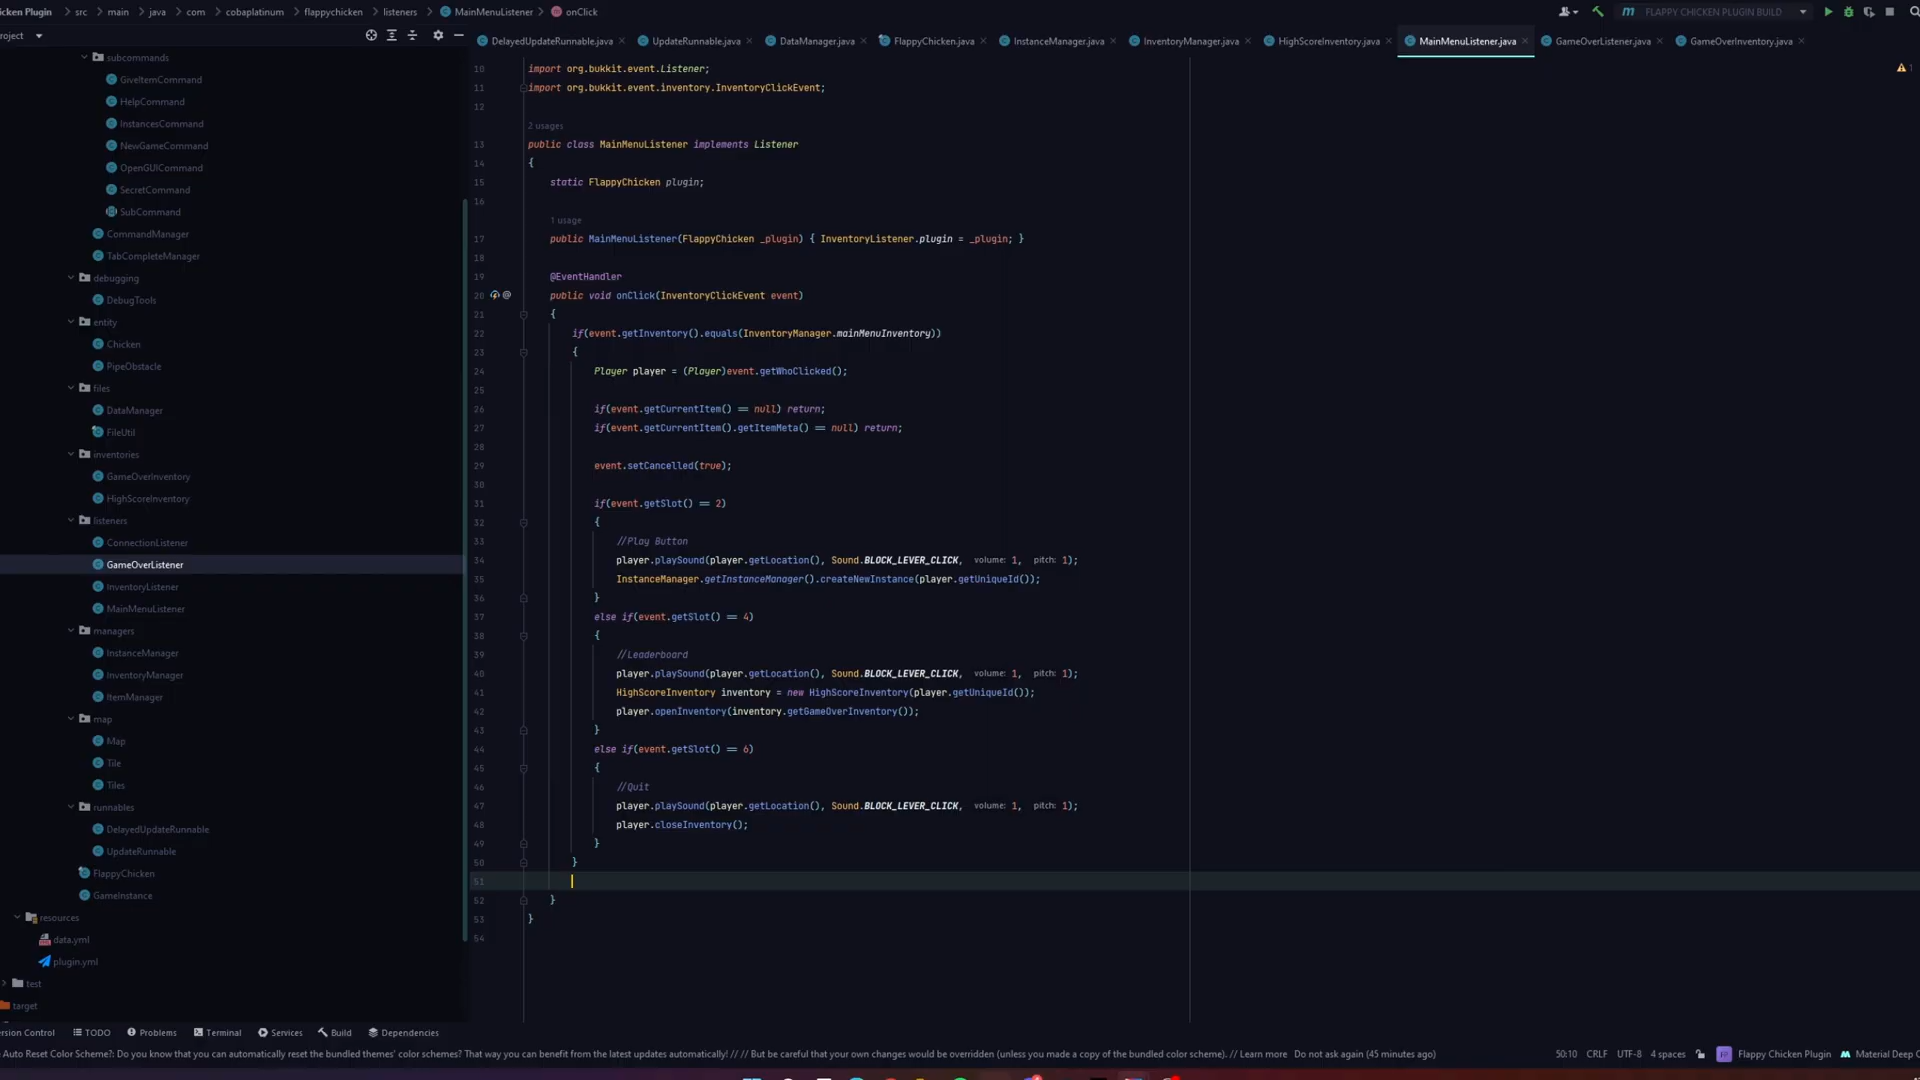 cken Plugin > src > main > java > com > cobaplatinum > flappychicken > listeners > MainMenuListener > onClick
FLAPPY CHICKEN PLUGIN BUILD
roject
DelayedUpdateRunnable.java × UpdateRunnable.java × DataManager.java × FlappyChicken.java × InstanceManager.java × InventoryManager.java × HighScoreInventory.java × MainMenuListener.java × GameOverListener.java × GameOverInventory.java ×
subcommands
GiveItemCommand
HelpCommand
InstancesCommand
NewGameCommand
OpenGUICommand
SecretCommand
SubCommand
CommandManager
TabCompleteManager
debugging
DebugTools
entity
Chicken
PipeObstacle
files
DataManager
FileUtil
inventories
GameOverInventory
HighScoreInventory
listeners
ConnectionListener
GameOverListener
InventoryListener
MainMenuListener
managers
InstanceManager
InventoryManager
ItemManager
map
Map
Tile
Tiles
runnables
DelayedUpdateRunnable
UpdateRunnable
FlappyChicken
GameInstance
resources
data.yml
plugin.yml
test
target
1
10 import org.bukkit.event.Listener;
11 import org.bukkit.event.inventory.InventoryClickEvent;
12
2 usages
13 public class MainMenuListener implements Listener
14 {
15 static FlappyChicken plugin;
16
1 usage
17 public MainMenuListener(FlappyChicken _plugin) { InventoryListener.plugin = _plugin; }
18
19 @EventHandler
20 public void onClick(InventoryClickEvent event)
21 {
22 if(event.getInventory().equals(InventoryManager.mainMenuInventory))
23 {
24 Player player = (Player)event.getWhoClicked();
25
26 if(event.getCurrentItem() == null) return;
27 if(event.getCurrentItem().getItemMeta() == null) return;
28
29 event.setCancelled(true);
30
31 if(event.getSlot() == 2)
32 {
33 //Play Button
34 player.playSound(player.getLocation(), Sound.BLOCK_LEVER_CLICK, volume: 1, pitch: 1);
35 InstanceManager.getInstanceManager().createNewInstance(player.getUniqueId());
36 }
37 else if(event.getSlot() == 4)
38 {
39 //Leaderboard
40 player.playSound(player.getLocation(), Sound.BLOCK_LEVER_CLICK, volume: 1, pitch: 1);
41 HighScoreInventory inventory = new HighScoreInventory(player.getUniqueId());
42 player.openInventory(inventory.getGameOverInventory());
43 }
44 else if(event.getSlot() == 6)
45 {
46 //Quit
47 player.playSound(player.getLocation(), Sound.BLOCK_LEVER_CLICK, volume: 1, pitch: 1);
48 player.closeInventory();
49 }
50 }
51
52 }
53 }
54
ersion Control TODO Problems Terminal Services Build Dependencies
Auto Reset Color Scheme?: Do you know that you can automatically reset the bundled themes' color schemes? That way you can benefit from the latest updates automatically! // // But be careful that your own changes would be overridden (unless you made a copy of the bundled color scheme). // Learn more Do not ask again (45 minutes ago) 50:10 CRLF UTF-8 4 spaces Flappy Chicken Plugin Material Deep O